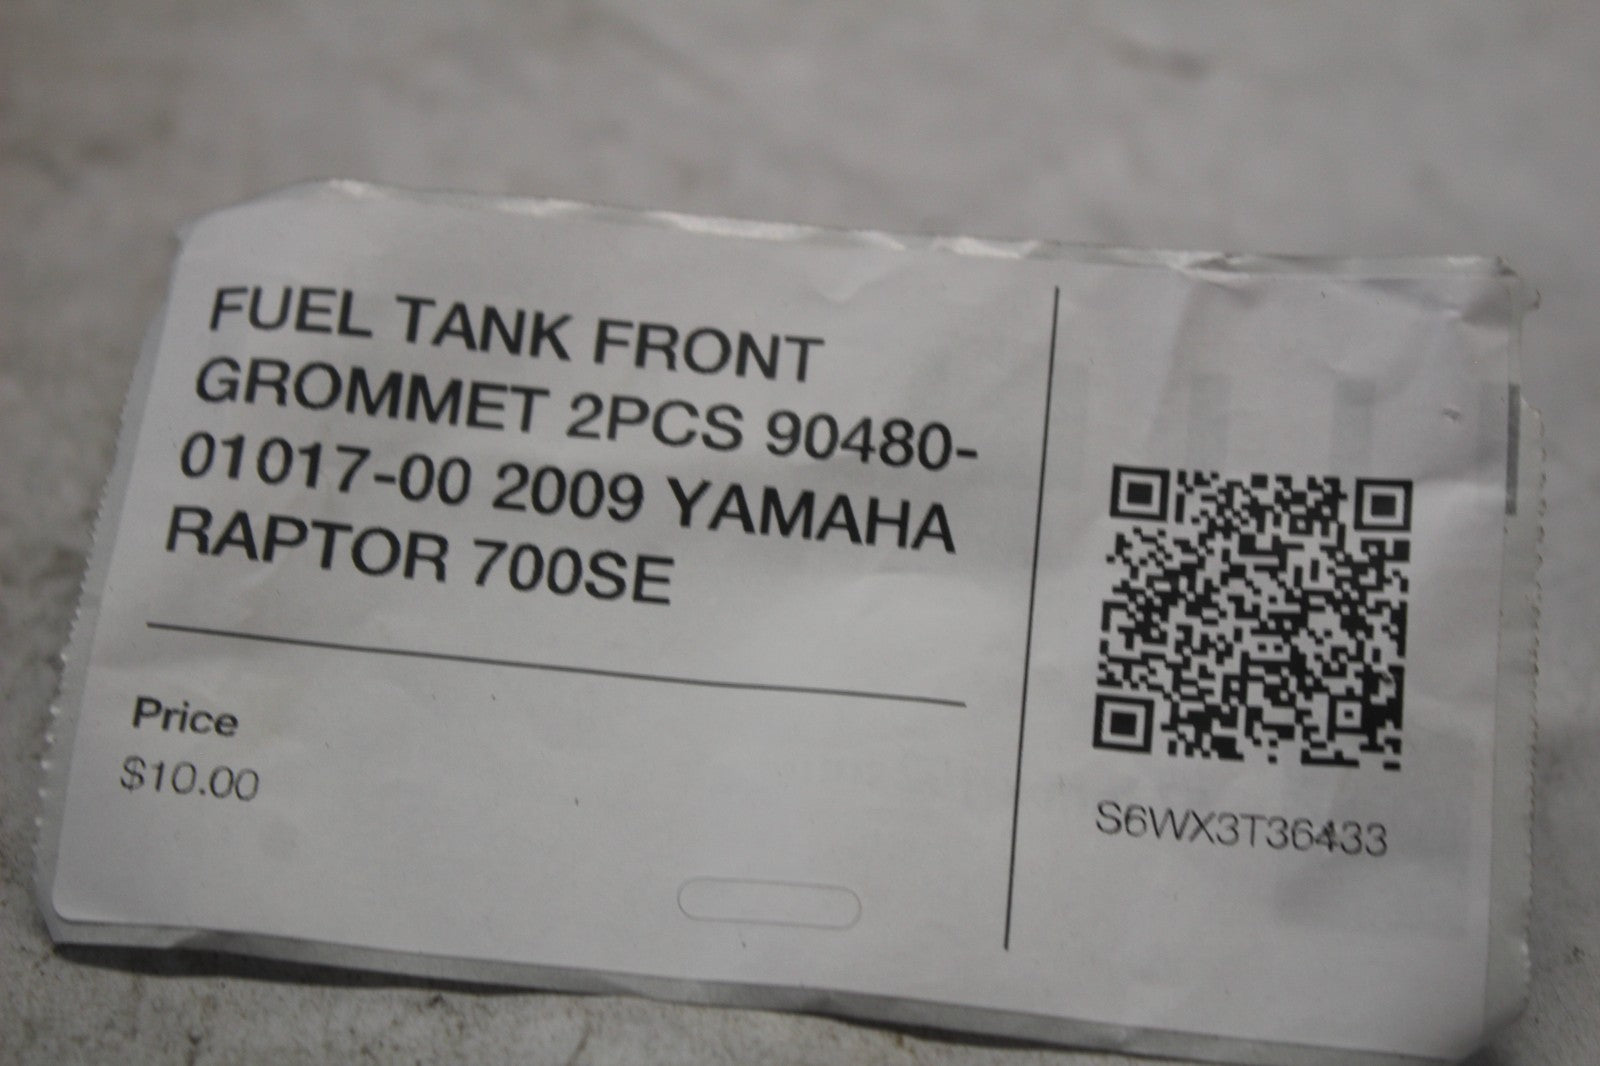 FUEL TANK FRONT
GROMMET 2PCS 90480-
01017-00 2009 YAMAHA
RAPTOR 700SE
Price
$10.00
S6WX3T36433